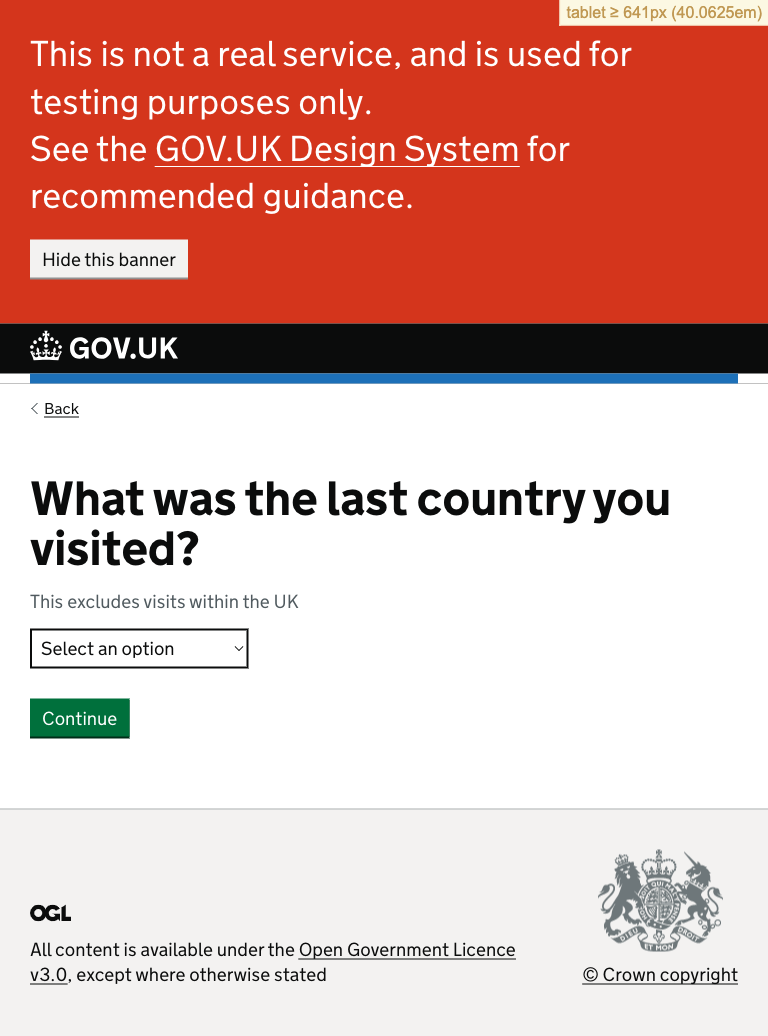 tablet ≥ 641px (40.0625em)
This is not a real service, and is used for
testing purposes only.
See the GOV.UK Design System for
recommended guidance.
Hide this banner
GOV.UK
Back
What was the last country you
visited?
This excludes visits within the UK
Select an option
Continue
OGL
All content is available under the Open Government Licence
v3.0, except where otherwise stated
© Crown copyright